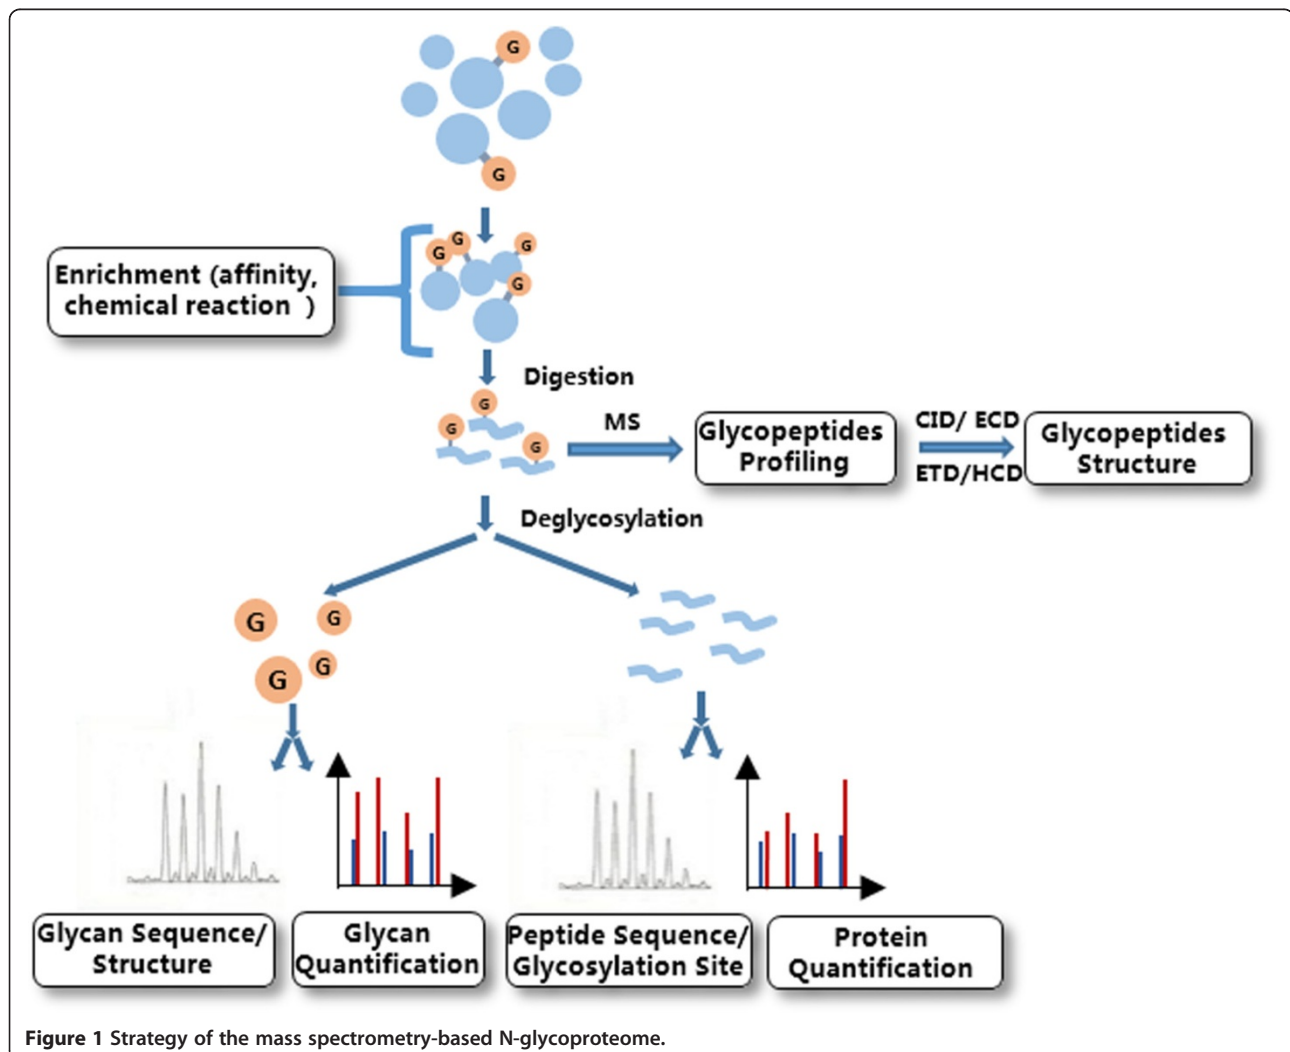 G
G
G
G
G
G
Enrichment (affinity,
chemical reaction )
Digestion
G
G
G
MS
Glycopeptides
Profiling
CID/ ECD
ETD/HCD
Glycopeptides
Structure
Deglycosylation
G
G
G
G
Glycan Sequence/
Structure
Glycan
Quantification
Peptide Sequence/
Glycosylation Site
Protein
Quantification
Figure 1 Strategy of the mass spectrometry-based N-glycoproteome.